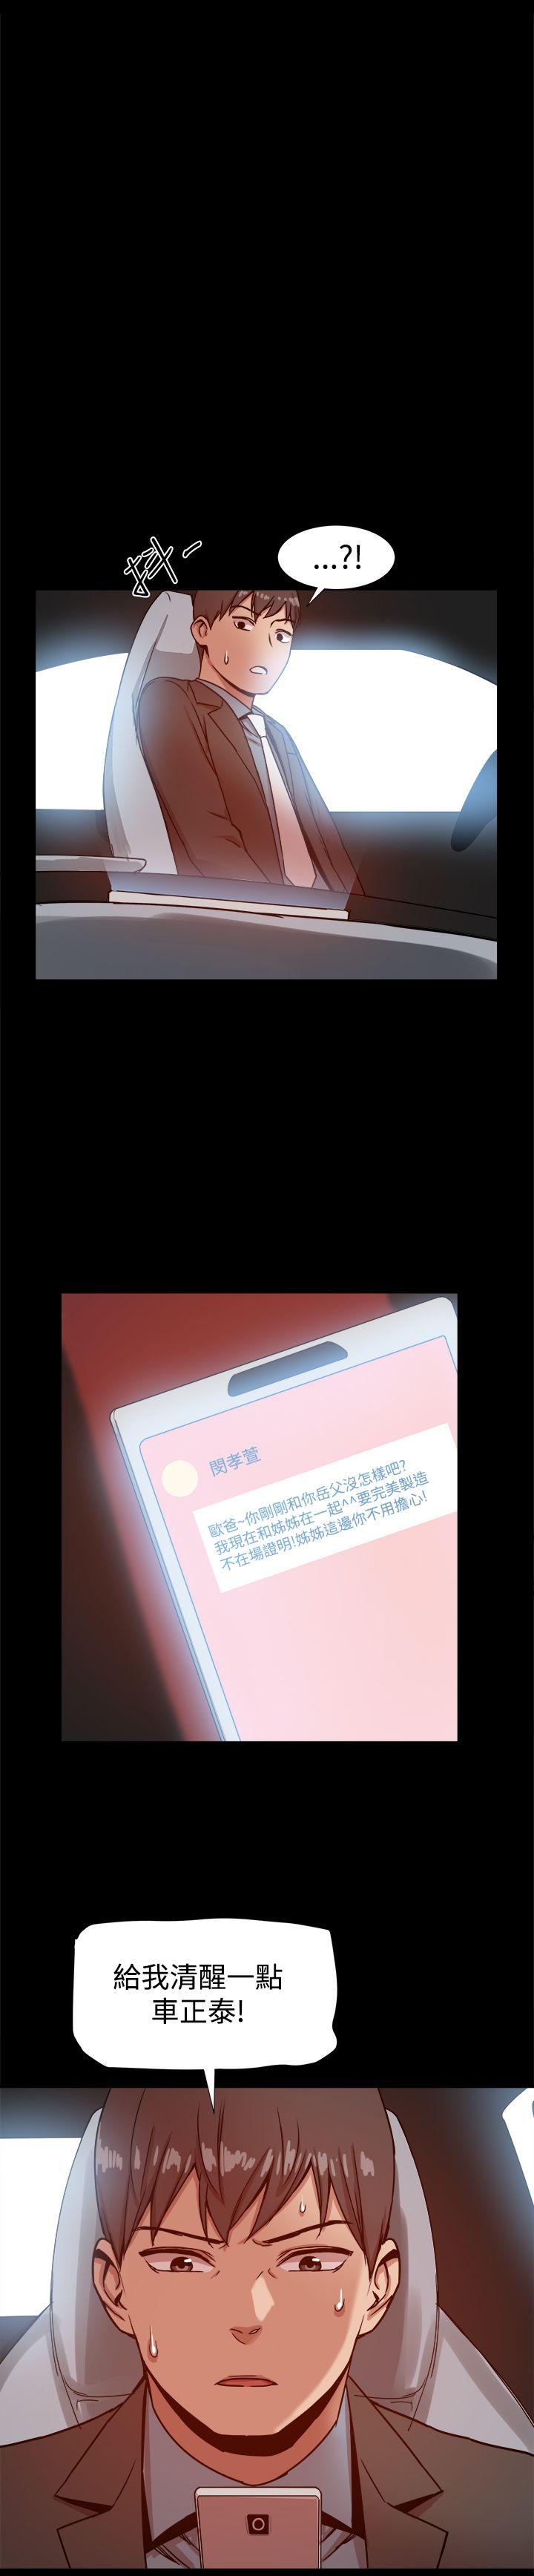 抖~
...?!
閔孝萱
歐爸~你剛剛和你岳父沒怎樣吧?
我現在和姊姊在一起^^要完美製造
不在場證明!姊姊這邊你不用擔心!
給我清醒一點
車正泰!